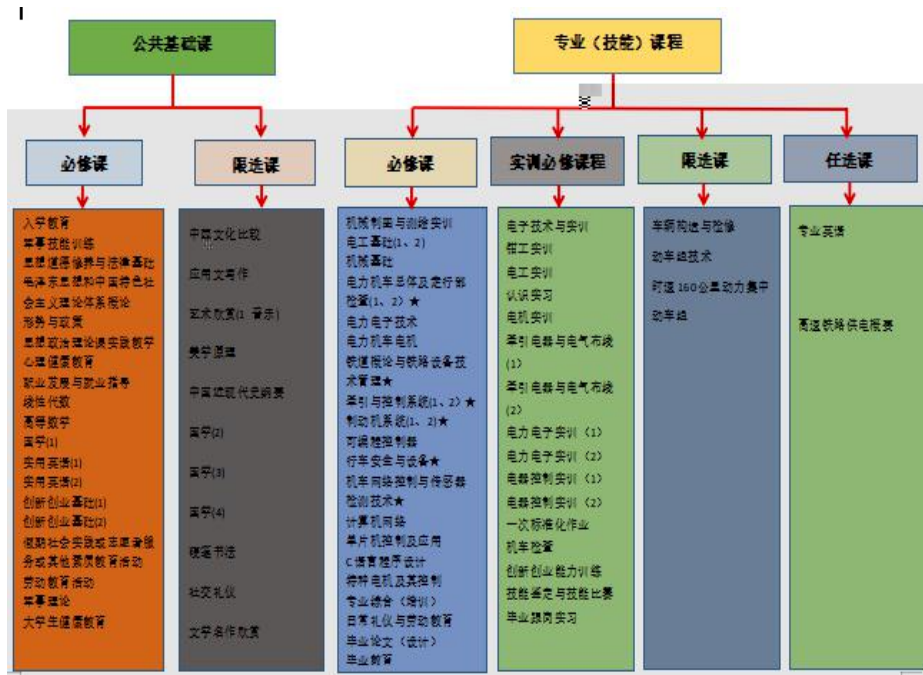 公共基础课
专业（技能）课程
必修课
限选课
必修课
实训必修课程
限选课
任选课
入学教育
军事技能训练
思想道德修养与法律基础
毛泽东思想和中国特色社
会主义理论体系概论
形势与政策
思想政治理论课实践教学
心理健康教育
职业发展与就业指导
线性代数
高等数学
国学(1)
实用英语(1)
实用英语(2)
创新创业基础(1)
创新创业基础(2)
假期社会实践或志愿者服
务或其他素质教育活动
劳动教育活动
军事理论
大学生健康教育
中西文化比较
应用文写作
艺术欣赏(1 音乐)
美学原理
中国近现代史纲要
国学(2)
国学(3)
国学(4)
硬笔书法
社交礼仪
文学名作欣赏
机械制图与测绘实训
电工基础(1、2)
机械基础
电力机车总体及走行部
检查(1、2) ★
电力电子技术
电力机车电机
铁道概论与铁路设备技
术管理★
牵引与控制系统(1、2) ★
制动机系统(1、2)★
可编程控制器
行车安全与设备★
机车网络控制与传感器
检测技术★
计算机网络
单片机控制及应用
C语言程序设计
特种电机及其控制
专业综合（培训）
日常礼仪与劳动教育
毕业论文（设计）
毕业教育
电子技术与实训
钳工实训
电工实训
认识实习
电机实训
牵引电器与电气布线
(1)
牵引电器与电气布线
(2)
电力电子实训（1）
电力电子实训（2）
电器控制实训（1）
电器控制实训（2）
一次标准化作业
机车检查
创新创业能力训练
技能鉴定与技能比赛
毕业跟岗实习
车辆构造与检修
动车组技术
时速160公里动力集中
动车组
专业英语
高速铁路供电概要